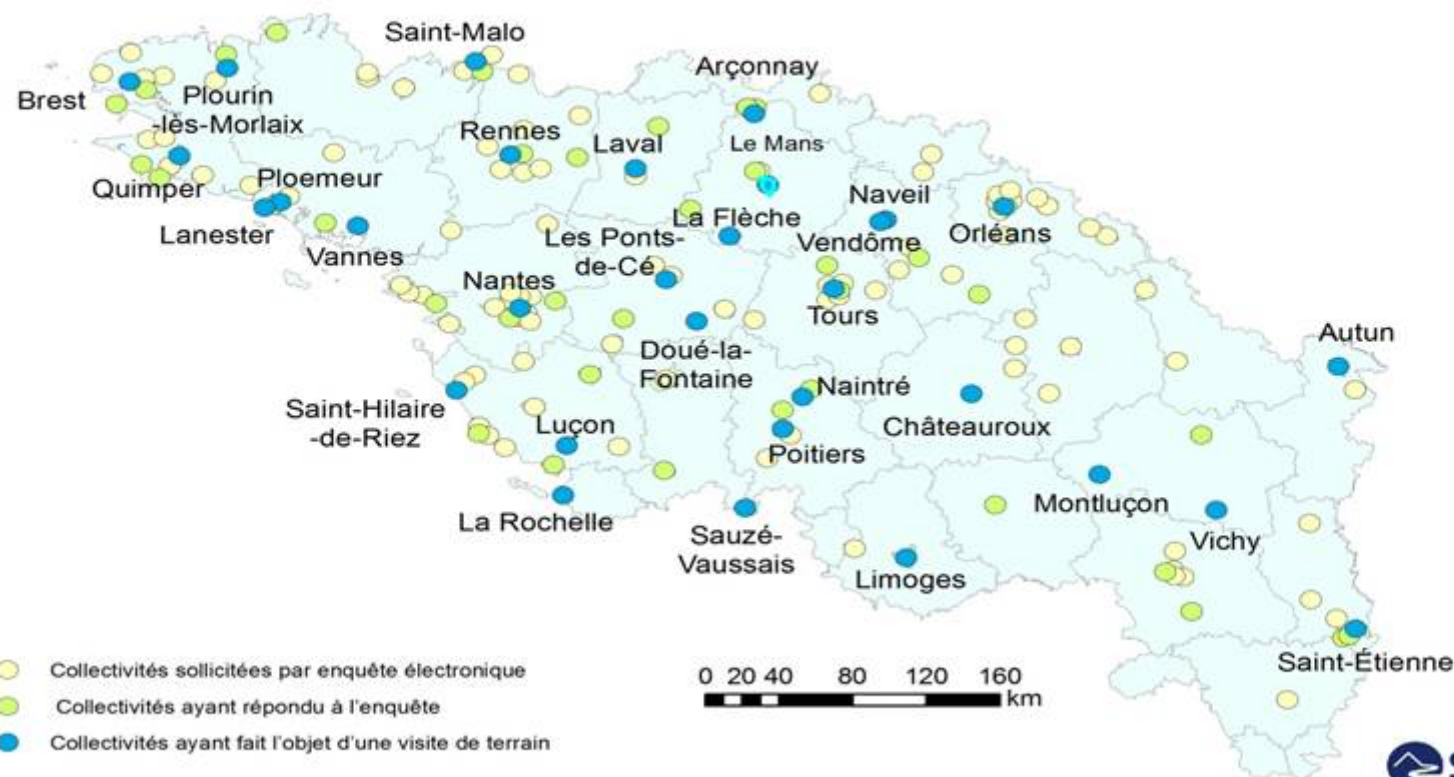 Saint-Malo
Arçonnay
Brest
Plourin
-lès-Morlaix
Rennes
Laval
Le Mans
Quimper
Ploemeur
Naveil
Lanester
La Flèche
Vannes
Les Ponts-
de-Cé
Vendôme
Orléans
Nantes
Tours
Autun
Doué-la-
Fontaine
Naintré
Saint-Hilaire
-de-Riez
Luçon
Châteauroux
Poitiers
La Rochelle
Montluçon
Sauzé-
Vaussais
Vichy
Limoges
Saint-Étienne
Collectivités sollicitées par enquête électronique
Collectivités ayant répondu à l'enquête
Collectivités ayant fait l'objet d'une visite de terrain
0 20 40 80 120 160
km